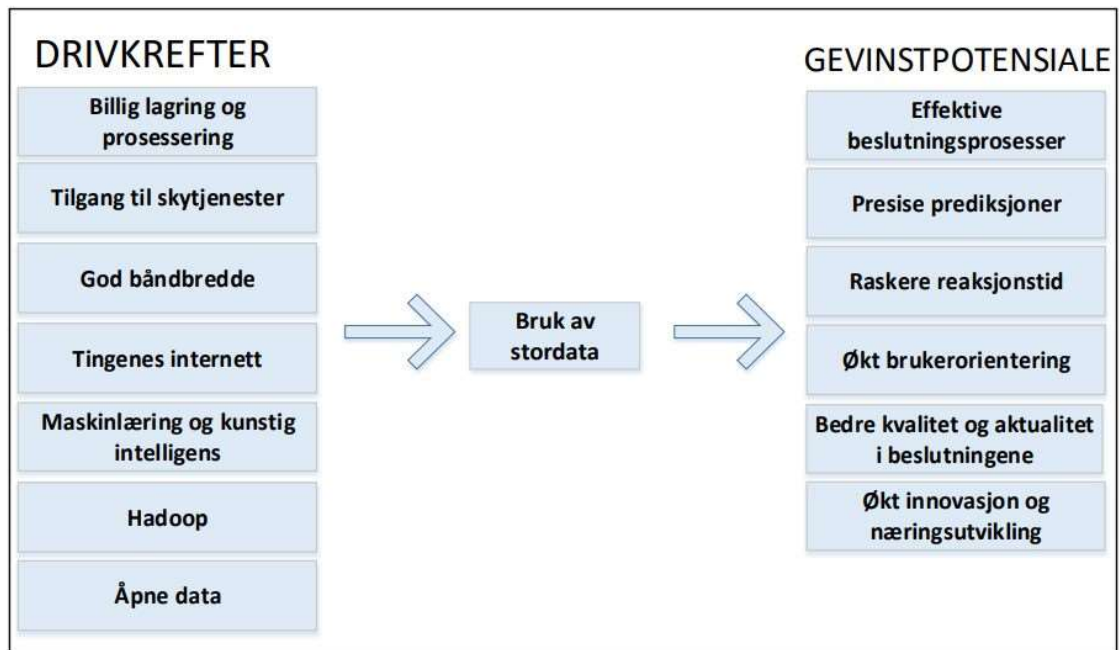 DRIVKREFTER
Billig lagring og
prosessering
Tilgang til skytjenester
God båndbredde
Tingenes internett
Maskinlæring og kunstig
intelligens
Hadoop
Åpne data
Bruk av
stordata
GEVINSTPOTENSIALE
Effektive
beslutningsprosesser
Presise prediksjoner
Raskere reaksjonstid
Økt brukerorientering
Bedre kvalitet og aktualitet
i beslutningene
Økt innovasjon og
næringsutvikling